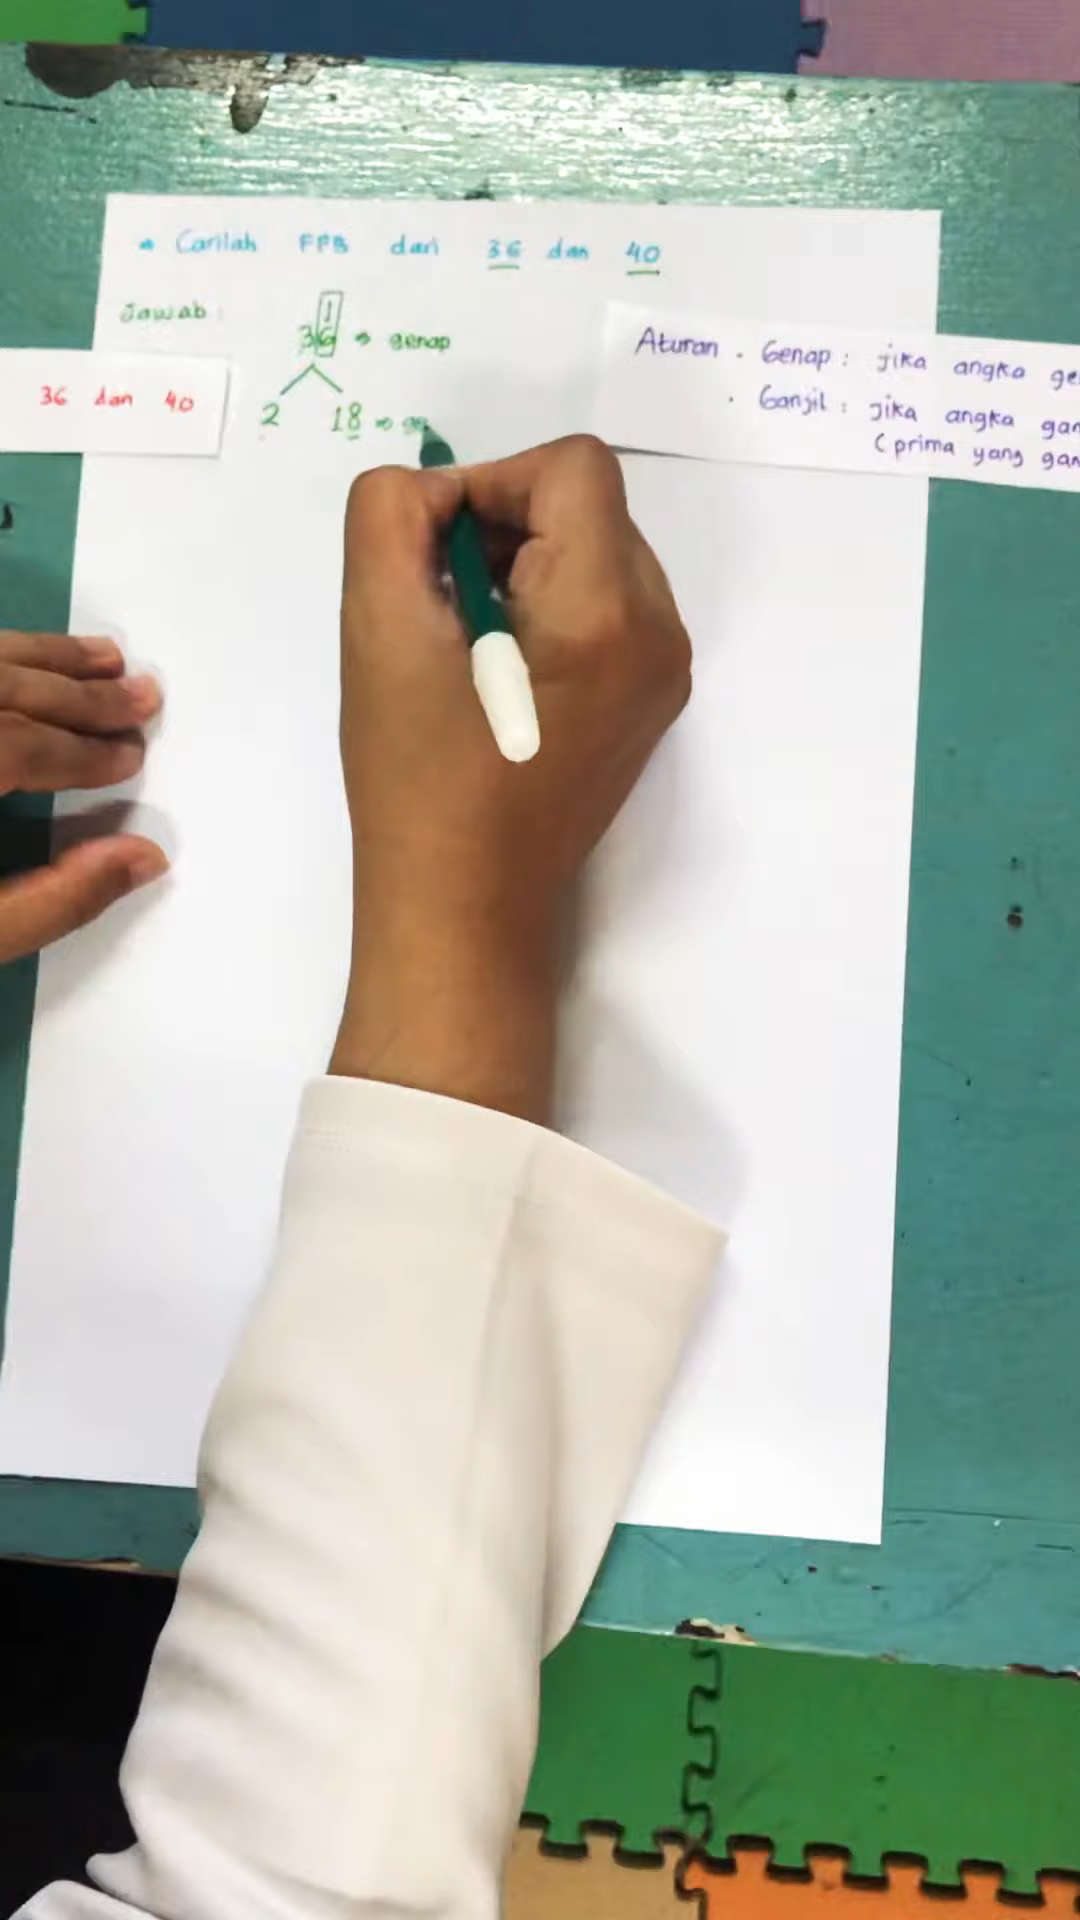 Carilah FPB dari 36 dan 40
Jawab :
1
36 ⇒ genap
2 18 ⇒
36 dan 40
Aturan . Genap : jika angka
. Ganjil : jika angka
(prima yang